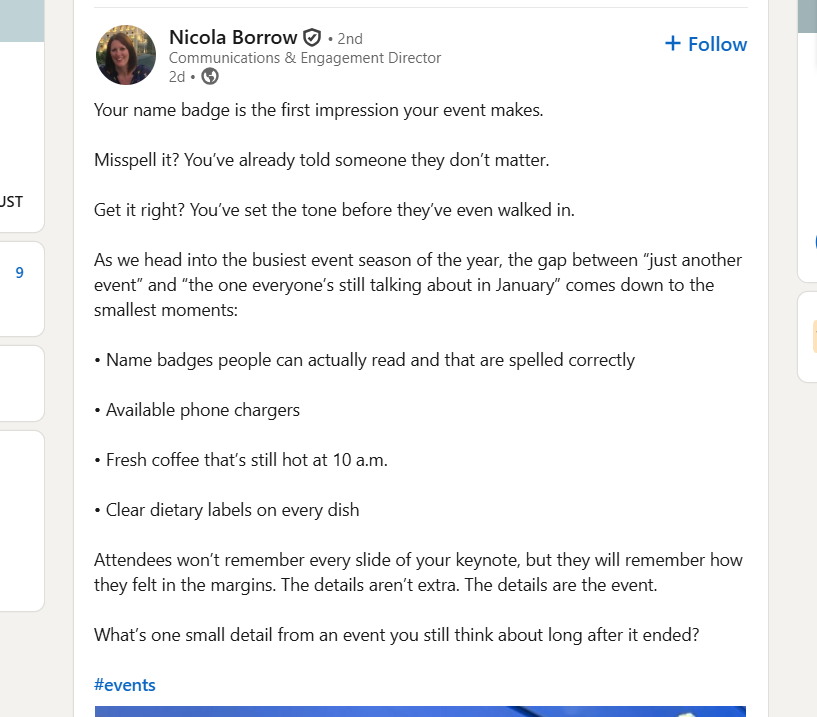 Nicola Borrow • 2nd
+ Follow
Communications & Engagement Director
2d •
Your name badge is the first impression your event makes.
Misspell it? You’ve already told someone they don’t matter.
UST
Get it right? You’ve set the tone before they’ve even walked in.
As we head into the busiest event season of the year, the gap between “just another
9
event” and “the one everyone’s still talking about in January” comes down to the
smallest moments:
• Name badges people can actually read and that are spelled correctly
• Available phone chargers
• Fresh coffee that’s still hot at 10 a.m.
• Clear dietary labels on every dish
Attendees won’t remember every slide of your keynote, but they will remember how
they felt in the margins. The details aren’t extra. The details are the event.
What’s one small detail from an event you still think about long after it ended?
#events